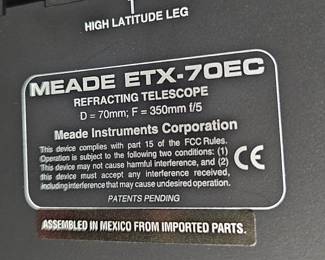 HIGH LATITUDE LEG
MEADE ETX-70EC
REFRACTING TELESCOPE
D = 70mm; F = 350mm f/5
Meade Instruments Corporation
This device complies with part 15 of the FCC Rules.
Operation is subject to the following two conditions: (1)
This device may not cause harmful interference, and (2)
this device must accept any interference received,
including interference that may cause undesired operation.
CE
PATENTS PENDING
ASSEMBLED IN MEXICO FROM IMPORTED PARTS.